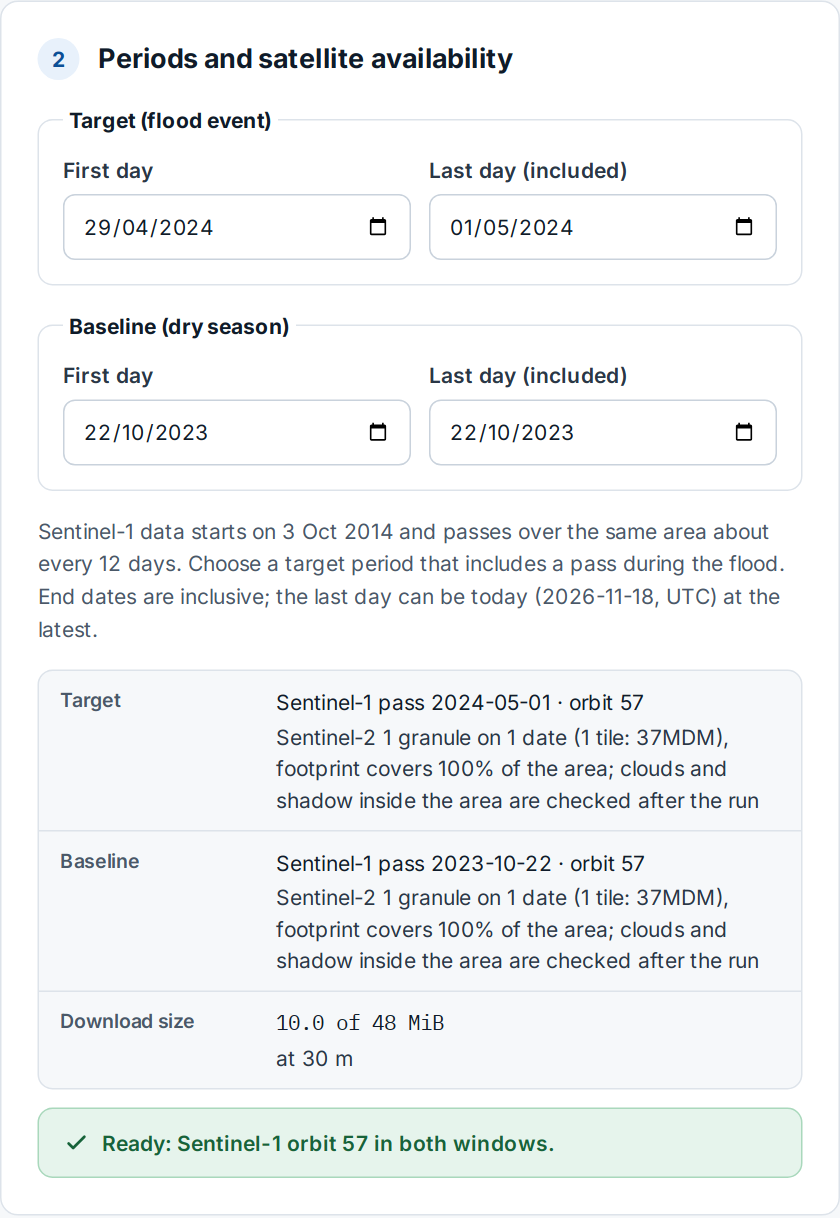 2 Periods and satellite availability
Target (flood event)
First day Last day (included)
29/04/2024 01/05/2024
Baseline (dry season)
First day Last day (included)
22/10/2023 22/10/2023
Sentinel-1 data starts on 3 Oct 2014 and passes over the same area about
every 12 days. Choose a target period that includes a pass during the flood.
End dates are inclusive; the last day can be today (2026-11-18, UTC) at the
latest.
Target Sentinel-1 pass 2024-05-01 · orbit 57
Sentinel-2 1 granule on 1 date (1 tile: 37MDM),
footprint covers 100% of the area; clouds and
shadow inside the area are checked after the run
Baseline Sentinel-1 pass 2023-10-22 · orbit 57
Sentinel-2 1 granule on 1 date (1 tile: 37MDM),
footprint covers 100% of the area; clouds and
shadow inside the area are checked after the run
Download size 10.0 of 48 MiB
at 30 m
Ready: Sentinel-1 orbit 57 in both windows.